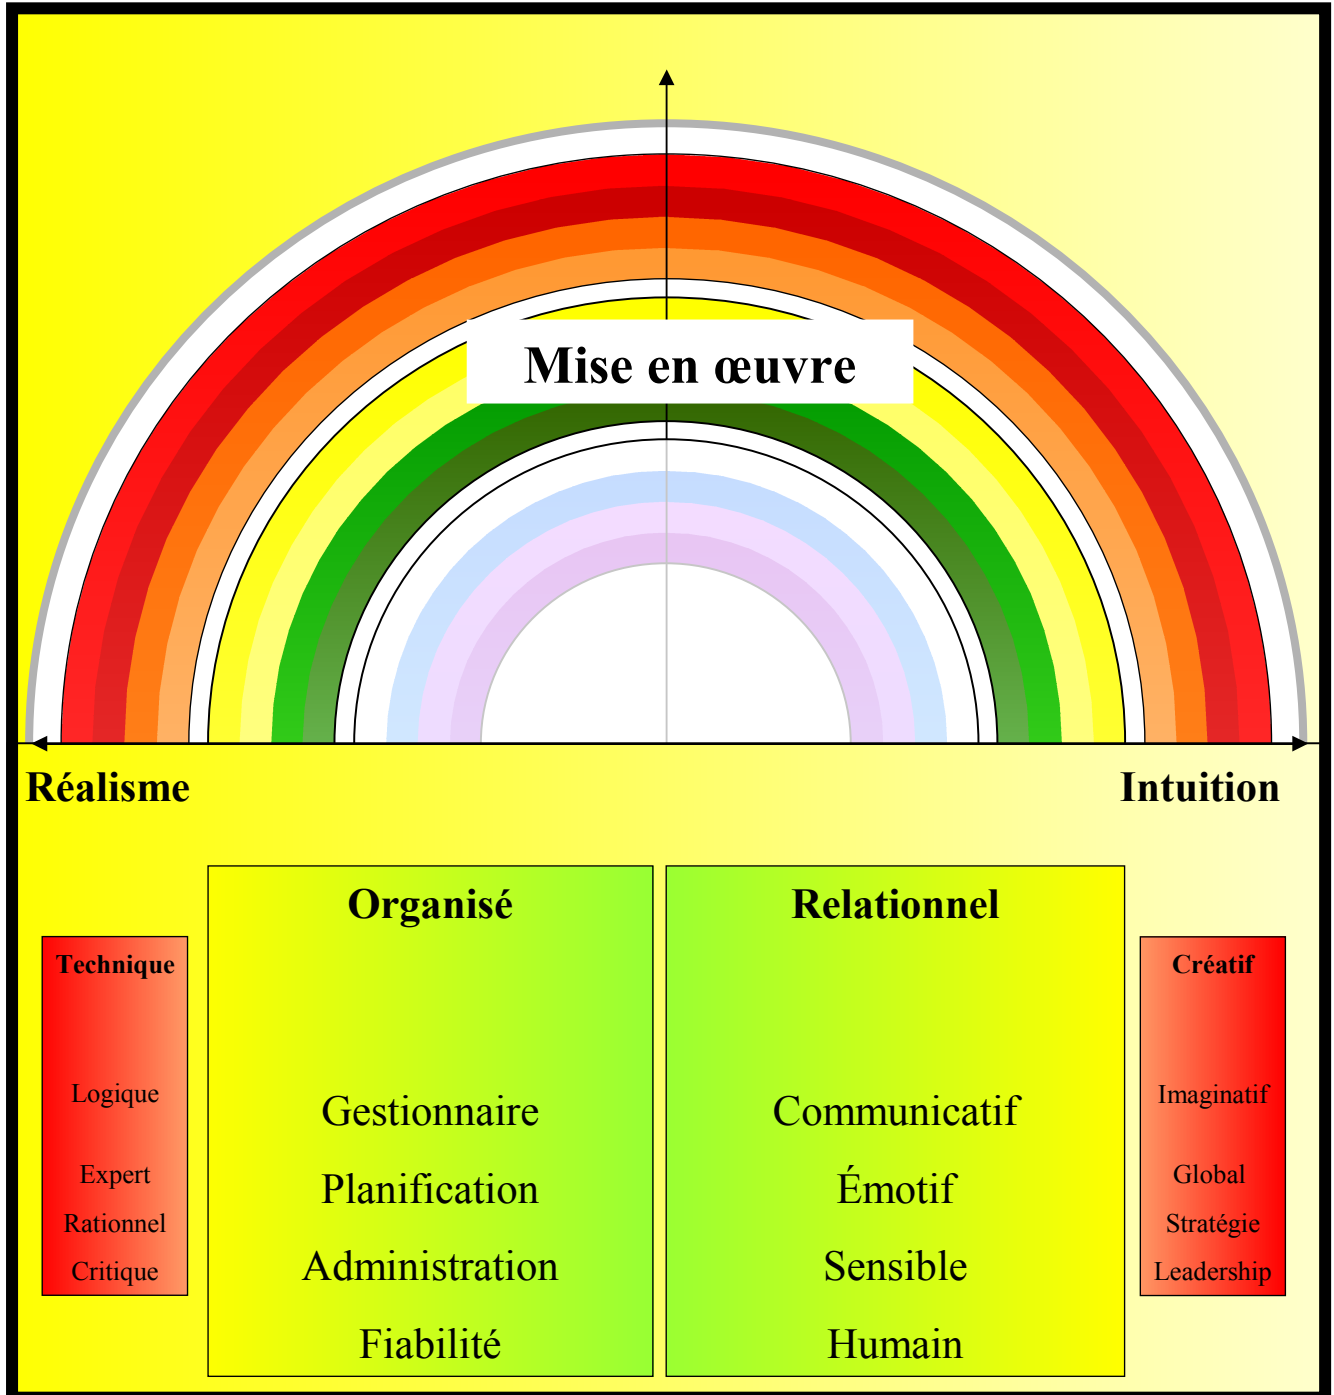 Mise en œuvre
Réalisme
Intuition
Technique
Logique
Expert
Rationnel
Critique
Organisé
Gestionnaire
Planification
Administration
Fiabilité
Relationnel
Communicatif
Émotif
Sensible
Humain
Créatif
Imaginatif
Global
Stratégie
Leadership